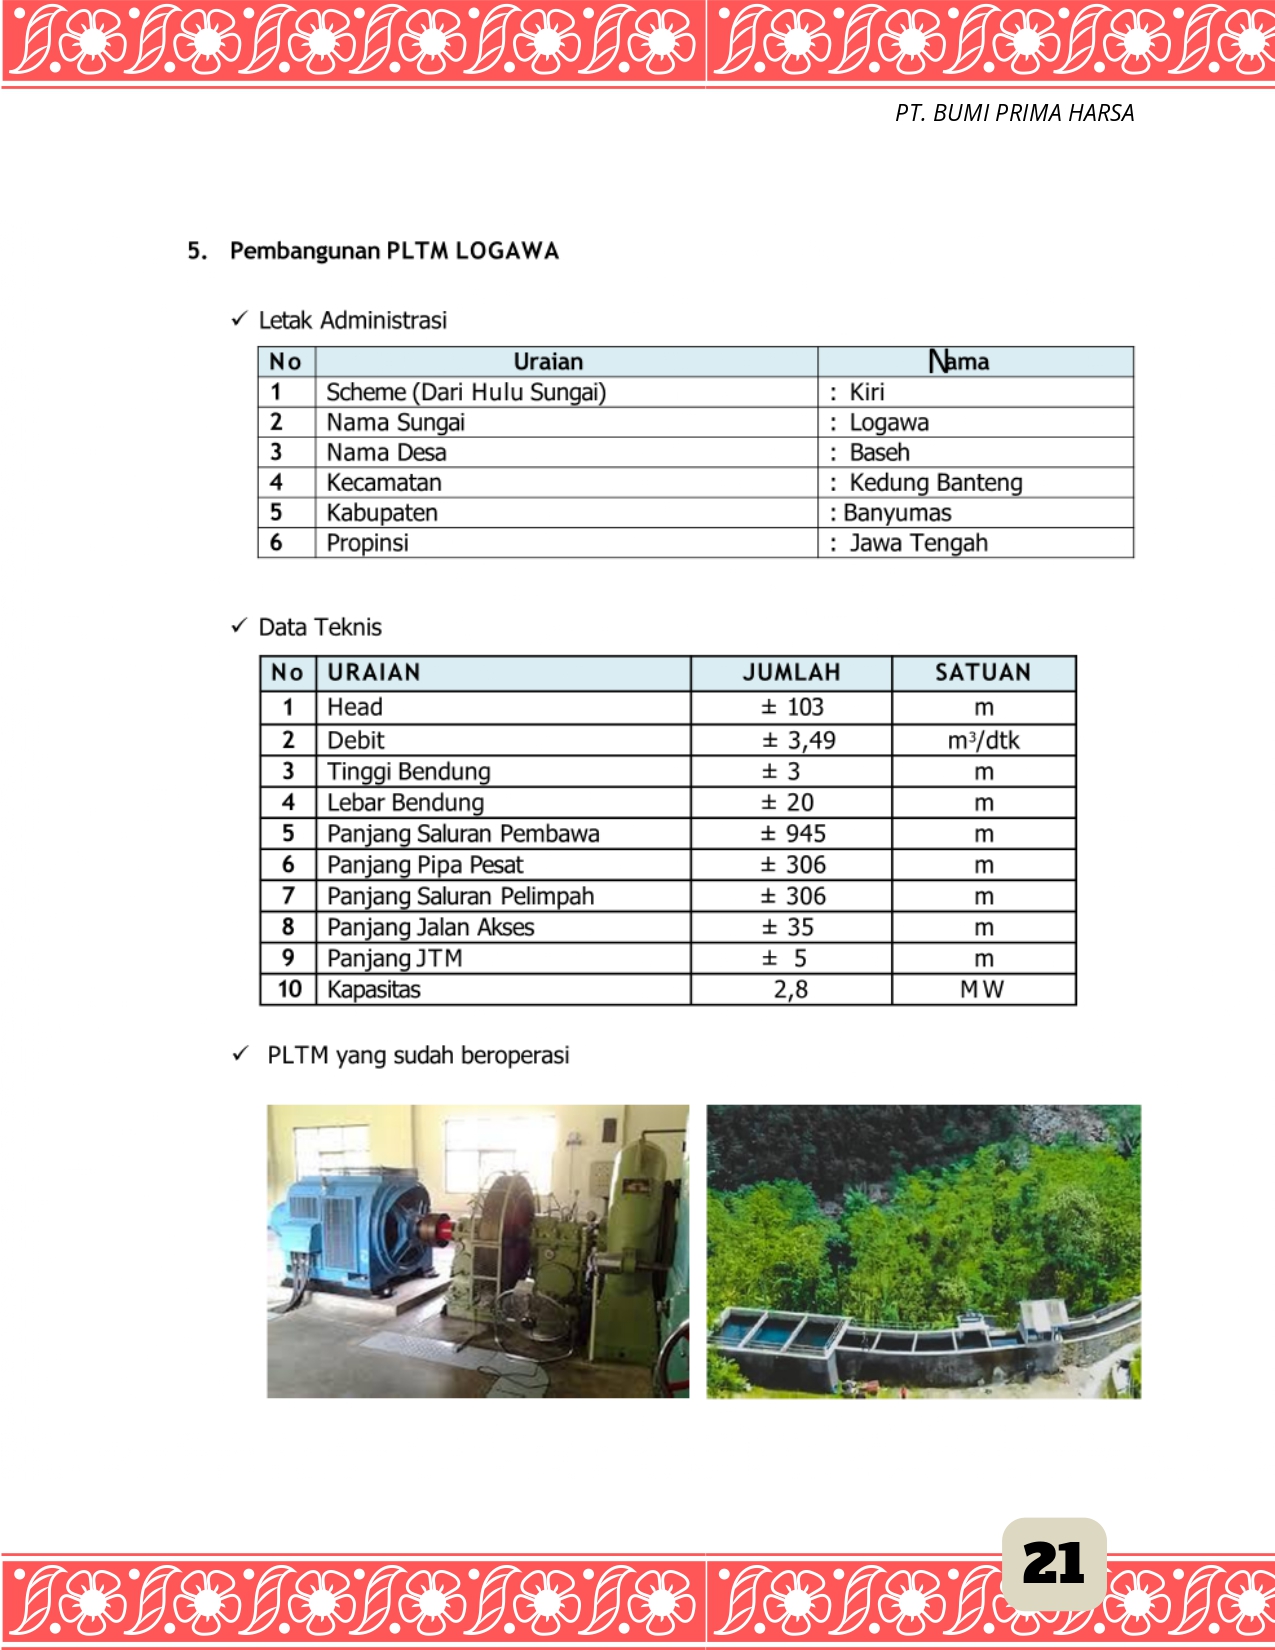 PT. BUMI PRIMA HARSA
5. Pembangunan PLTM LOGAWA
✓ Letak Administrasi
No Uraian Nama
1 Scheme (Dari Hulu Sungai) : Kiri
2 Nama Sungai : Logawa
3 Nama Desa : Baseh
4 Kecamatan : Kedung Banteng
5 Kabupaten : Banyumas
6 Propinsi : Jawa Tengah
✓ Data Teknis
No URAIAN JUMLAH SATUAN
1 Head ± 103 m
2 Debit ± 3,49 m³/dtk
3 Tinggi Bendung ± 3 m
4 Lebar Bendung ± 20 m
5 Panjang Saluran Pembawa ± 945 m
6 Panjang Pipa Pesat ± 306 m
7 Panjang Saluran Pelimpah ± 306 m
8 Panjang Jalan Akses ± 35 m
9 Panjang JTM ± 5 m
10 Kapasitas 2,8 MW
✓ PLTM yang sudah beroperasi
21